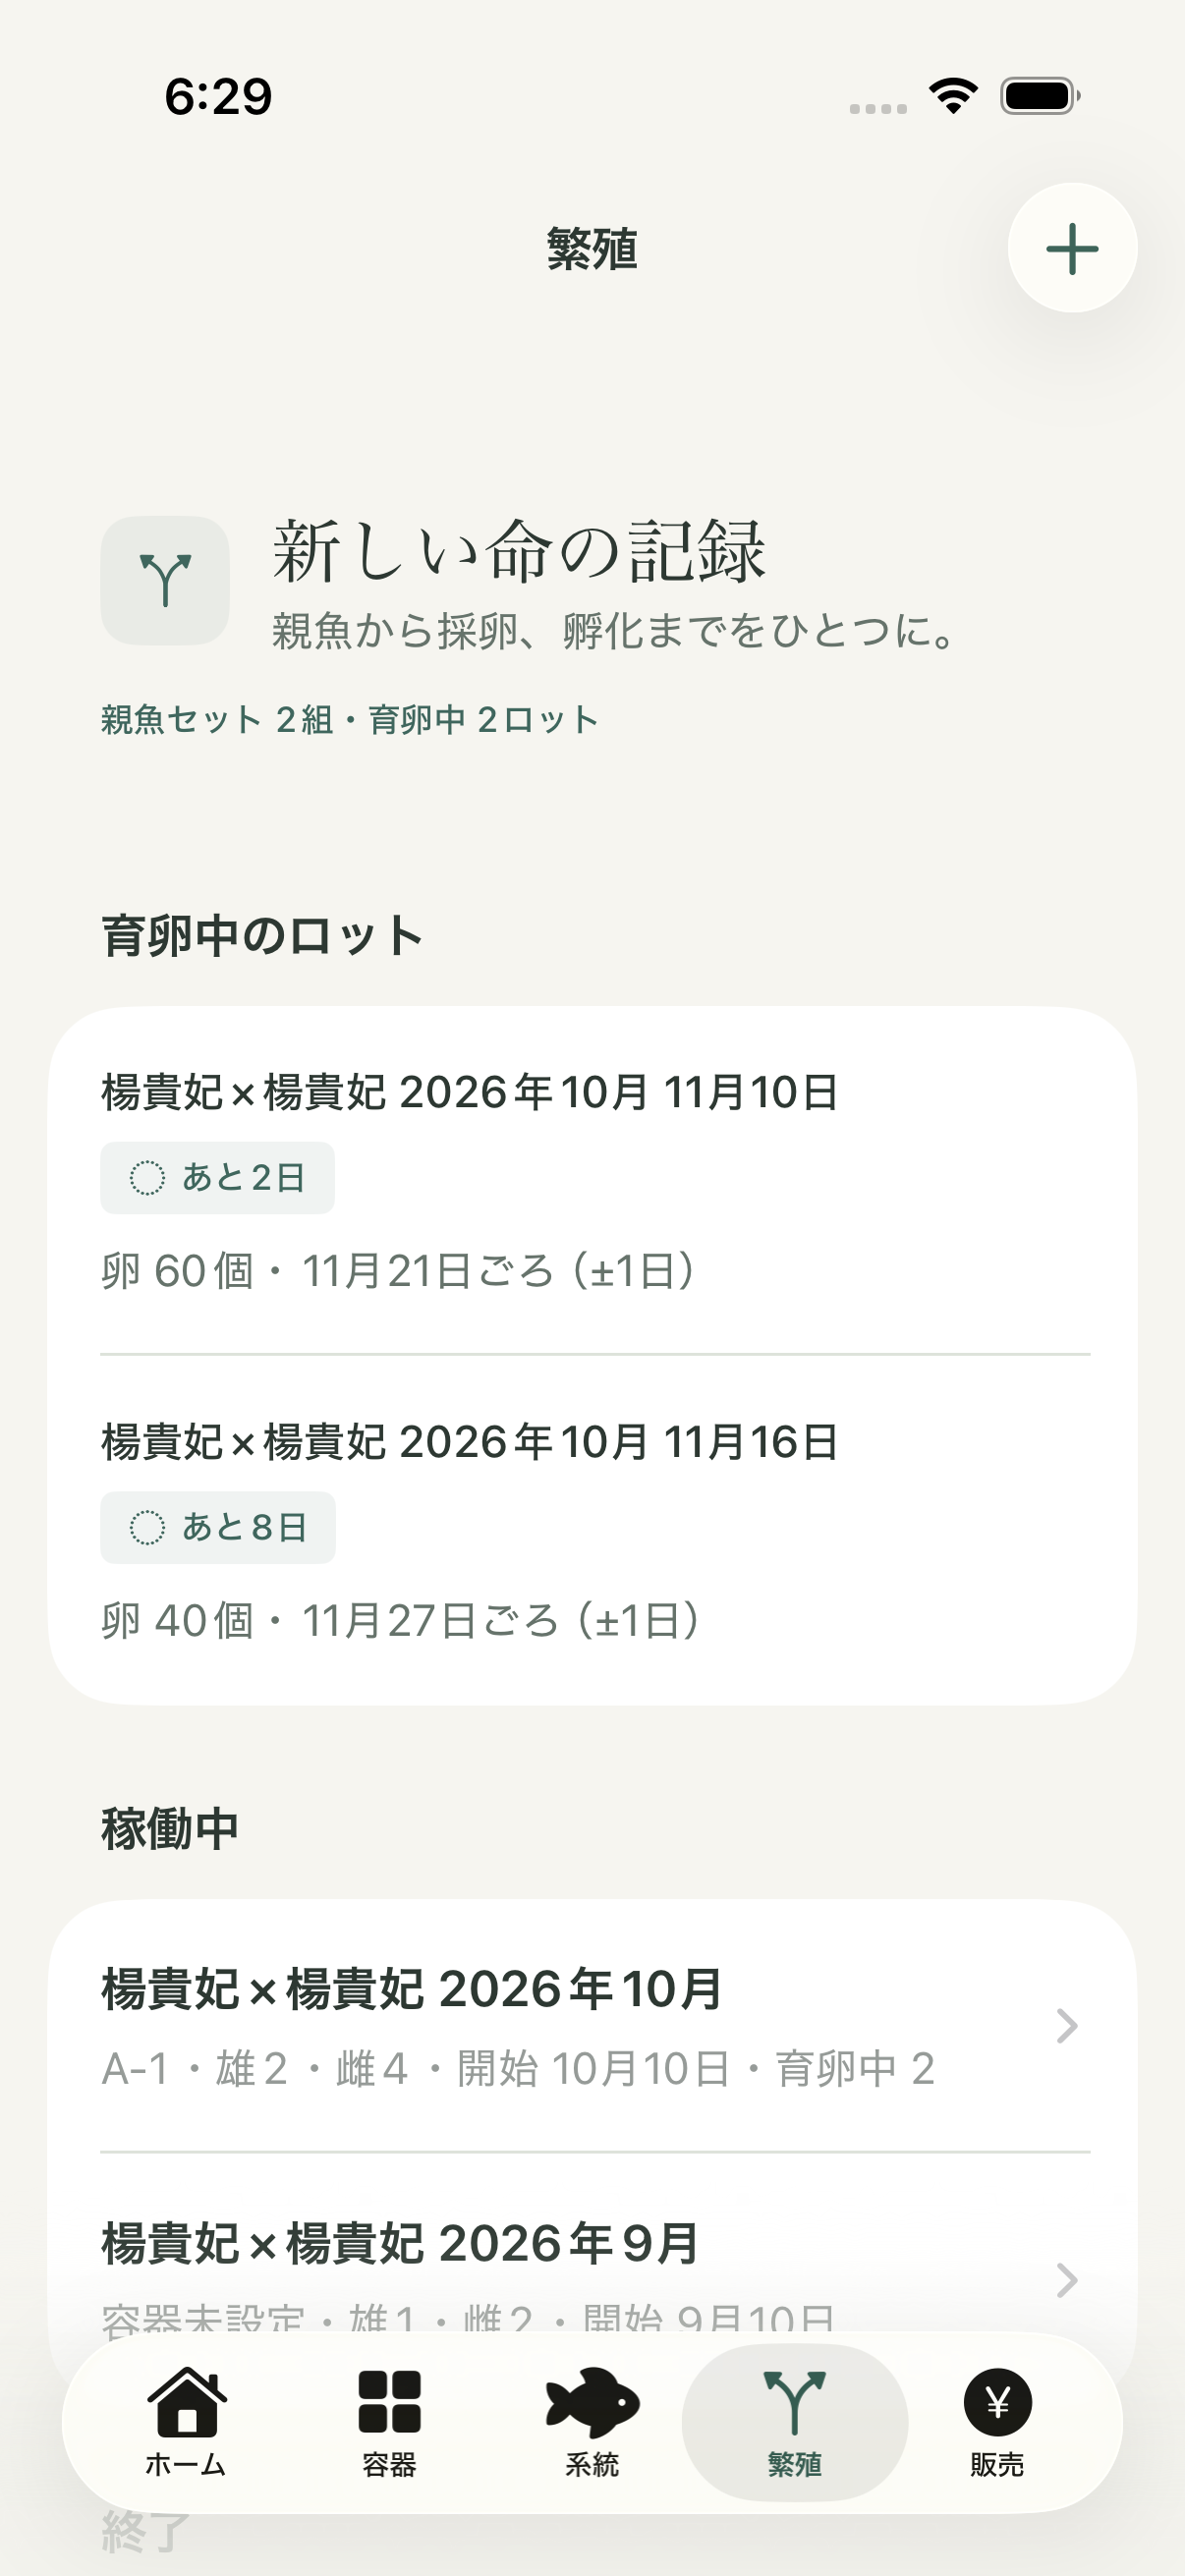 6:29
繁殖
新しい命の記録
親魚から採卵、孵化までをひとつに。
親魚セット 2組・育卵中 2ロット
育卵中のロット
楊貴妃×楊貴妃 2026年10月 11月10日
あと2日
卵 60個・11月21日ごろ（±1日）
楊貴妃×楊貴妃 2026年10月 11月16日
あと8日
卵 40個・11月27日ごろ（±1日）
稼働中
楊貴妃×楊貴妃 2026年10月
A-1・雄2・雌4・開始 10月10日・育卵中 2
楊貴妃×楊貴妃 2026年9月
容器未設定・雄1・雌2・開始 9月10日
ホーム
容器
系統
繁殖
販売
終了